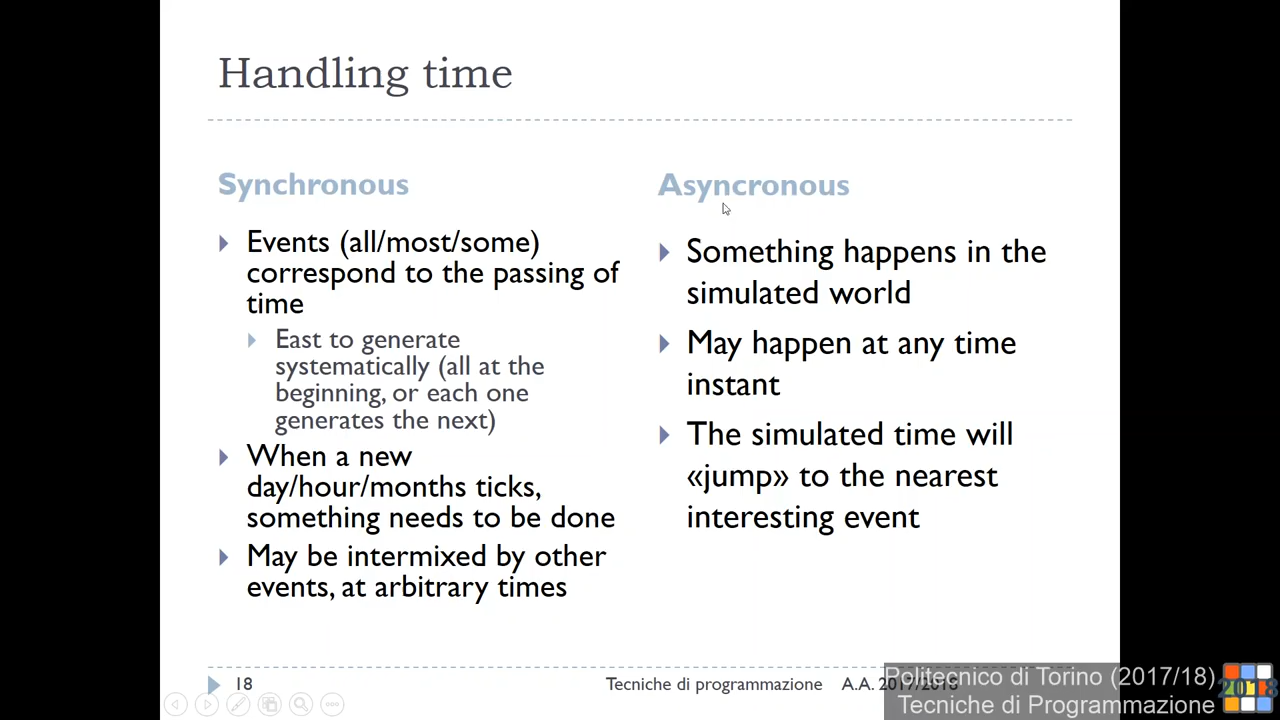 Handling time
Synchronous
Events (all/most/some)
correspond to the passing of
time
East to generate
systematically (all at the
beginning, or each one
generates the next)
When a new
day/hour/months ticks,
something needs to be done
May be intermixed by other
events, at arbitrary times
Asyncronous
Something happens in the
simulated world
May happen at any time
instant
The simulated time will
«jump» to the nearest
interesting event
18
Tecniche di programmazione A.A. 2017/2018
Politecnico di Torino (2017/18)
Tecniche di Programmazione
2018